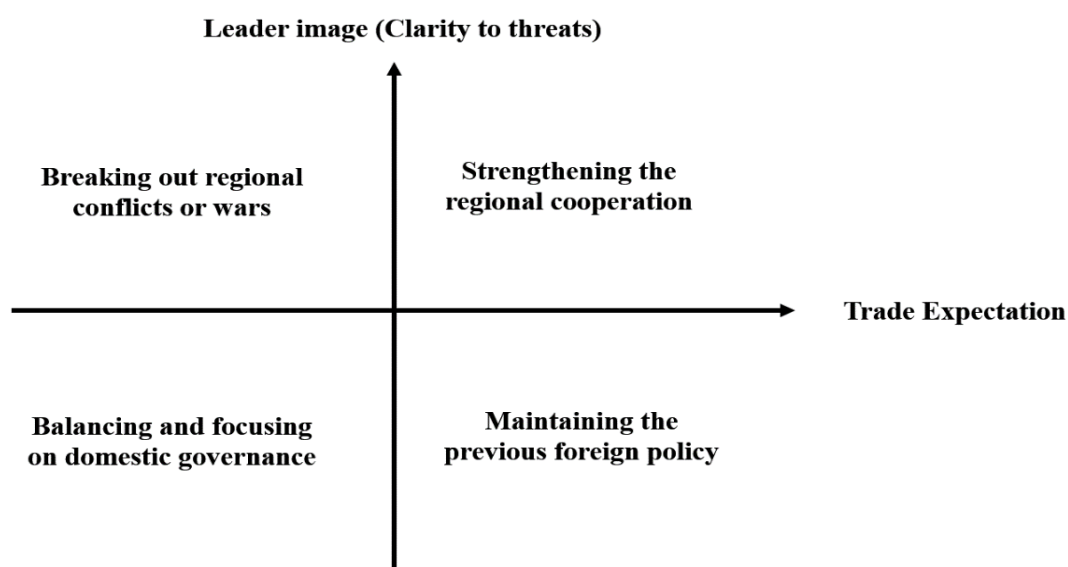 Leader image (Clarity to threats)
Breaking out regional
conflicts or wars
Strengthening the
regional cooperation
Trade Expectation
Balancing and focusing
on domestic governance
Maintaining the
previous foreign policy